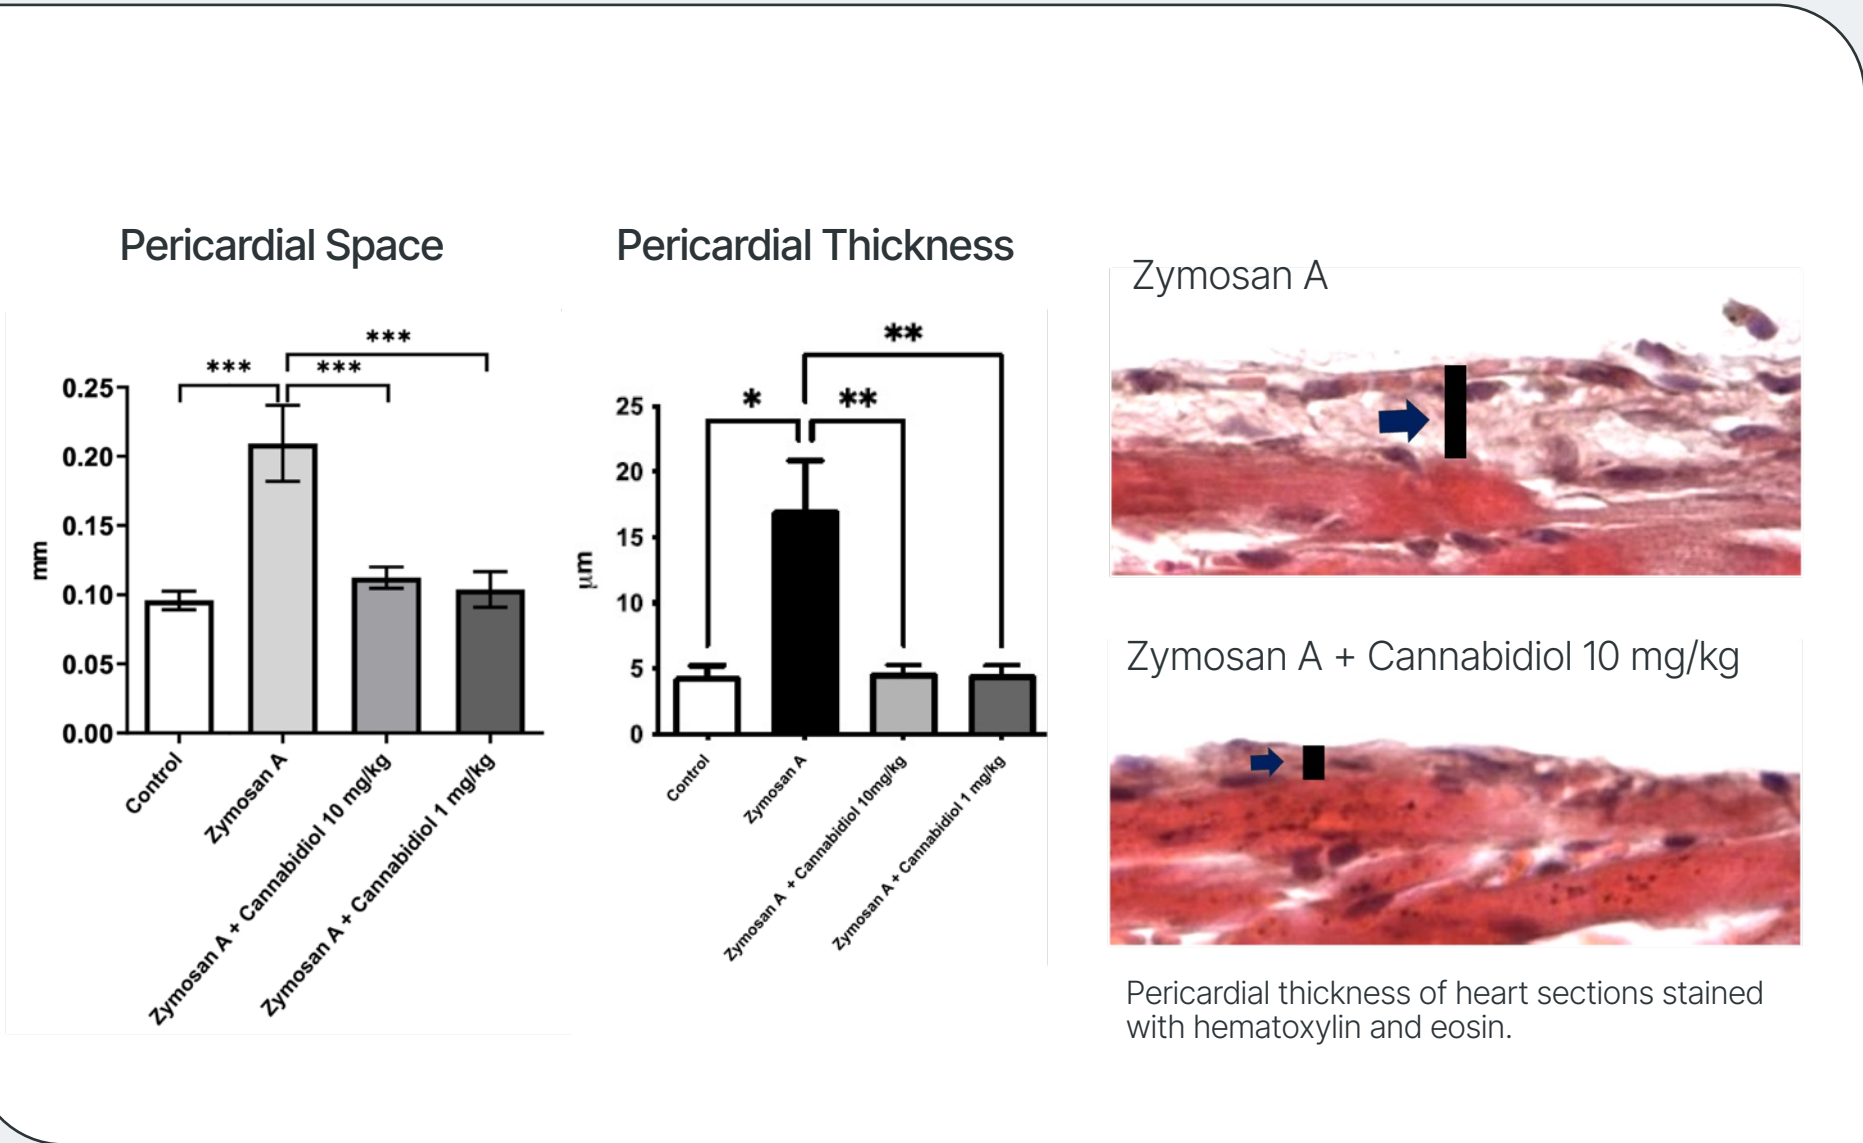 Pericardial Space
***
***
***
0.25
0.20
0.15
0.10
0.05
0.00
mm
Control
Zymosan A
Zymosan A + Cannabidiol 10 mg/kg
Zymosan A + Cannabidiol 1 mg/kg
Pericardial Thickness
**
*
**
25
20
15
10
5
0
µm
Control
Zymosan A
Zymosan A + Cannabidiol 10mg/kg
Zymosan A + Cannabidiol 1 mg/kg
Zymosan A
Zymosan A + Cannabidiol 10 mg/kg
Pericardial thickness of heart sections stained
with hematoxylin and eosin.